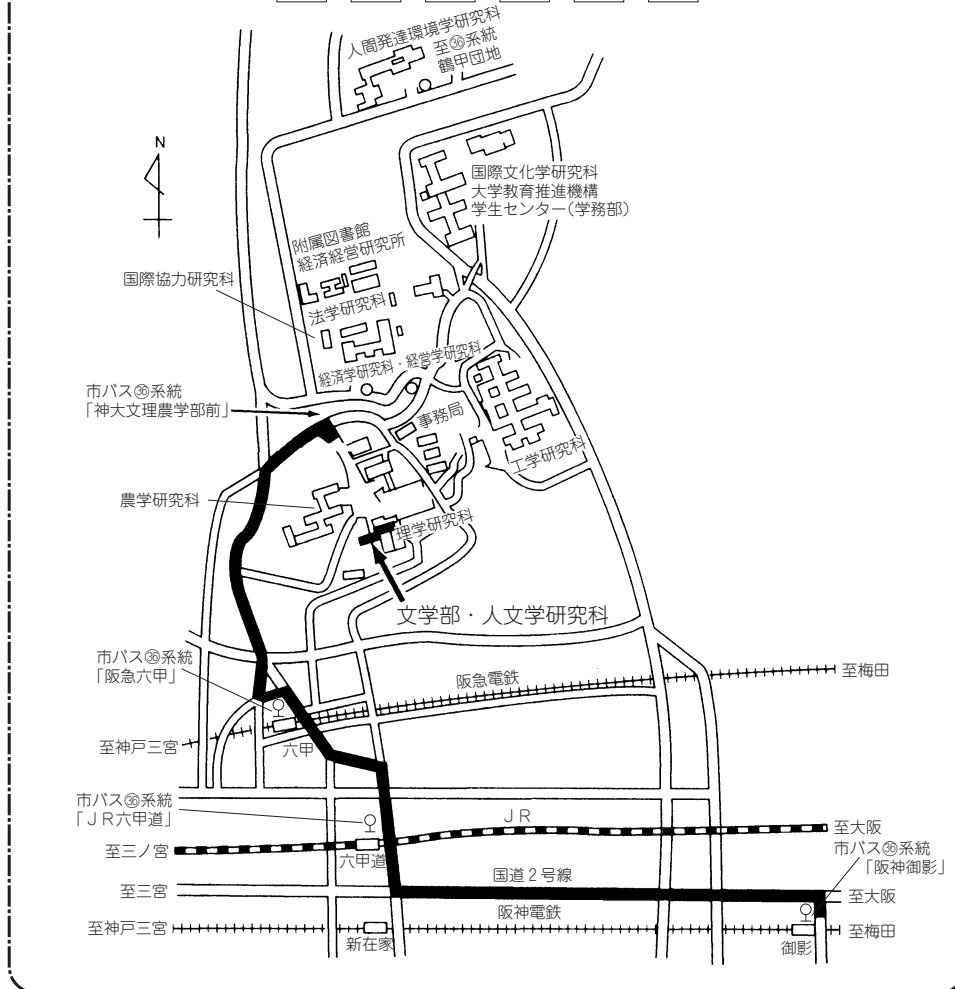 人間発達環境学研究科
至㊱系統
鶴甲団地
N
国際文化学研究科
大学教育推進機構
学生センター(学務部)
附属図書館
経済経営研究所
国際協力研究科
法学研究科
経済学研究科・経営学研究科
市バス㊱系統
「神大文理農学部前」
事務局
工学研究科
農学研究科
理学研究科
文学部・人文学研究科
市バス㊱系統
「阪急六甲」
阪急電鉄
至梅田
至神戸三宮
六甲
市バス㊱系統
「JR六甲道」
JR
至大阪
至三ノ宮
六甲道
市バス㊱系統
「阪神御影」
国道2号線
至三宮
至大阪
阪神電鉄
至神戸三宮
新在家
御影
至梅田